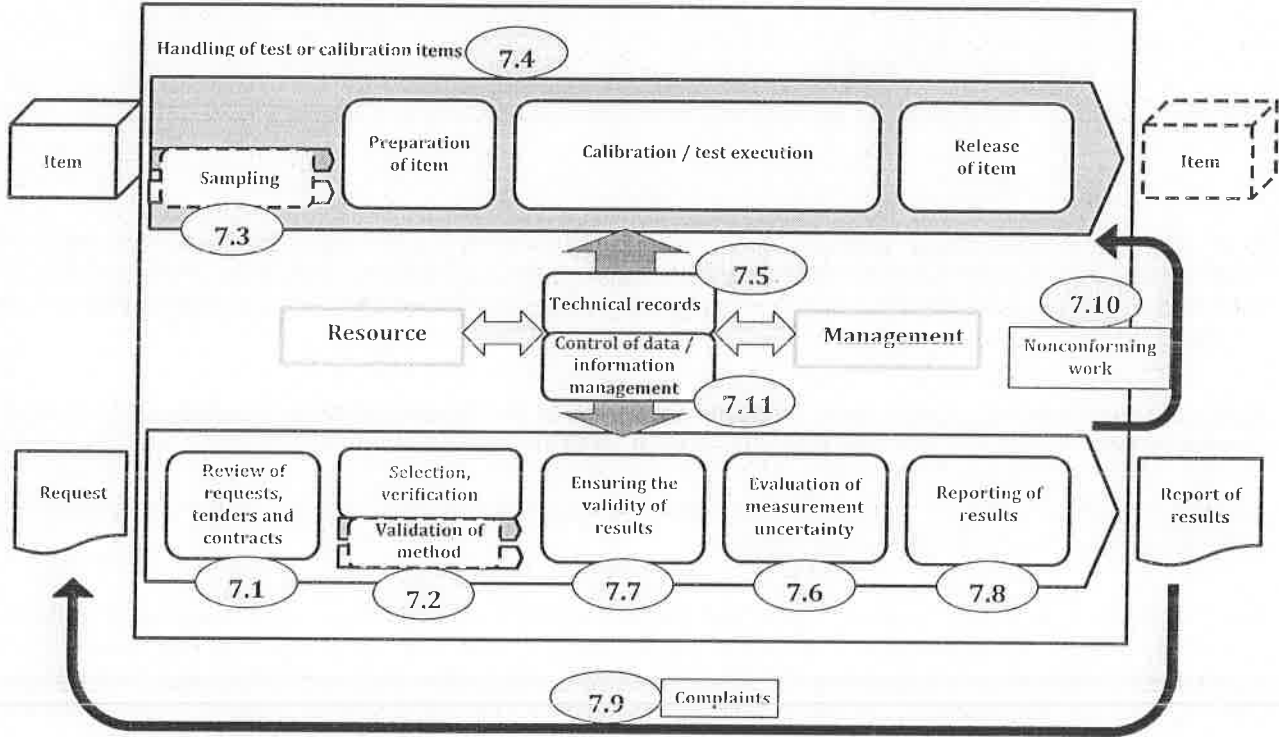 Handling of test or calibration items
7.4
Item
Sampling
7.3
Preparation
of item
Calibration / test execution
Release
of item
Item
7.5
Technical records
Resource
Management
Control of data /
information
management
7.11
7.10
Nonconforming
work
Request
Review of
requests,
tenders and
contracts
7.1
Selection,
verification
Validation of
method
7.2
Ensuring the
validity of
results
7.7
Evaluation of
measurement
uncertainty
7.6
Reporting of
results
7.8
Report of
results
7.9
Complaints